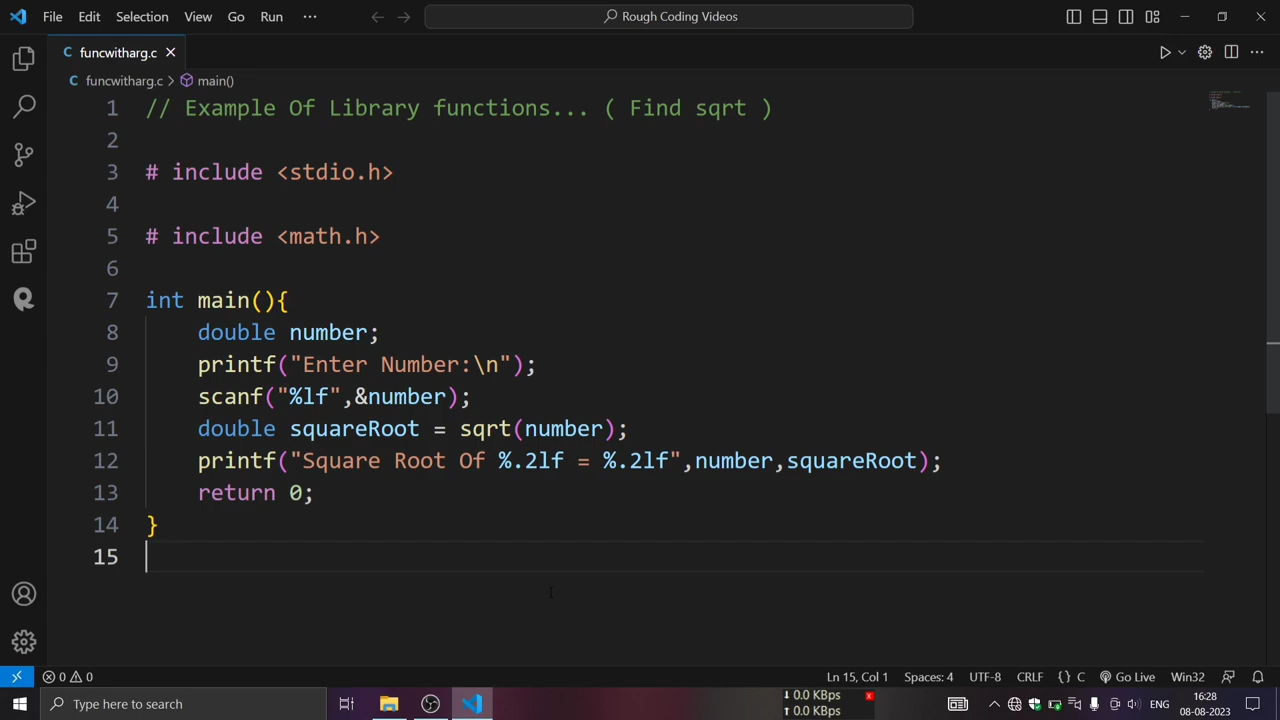 File Edit Selection View Go Run ··· Rough Coding Videos
C funcwitharg.c
C funcwitharg.c > main()
1 // Example Of Library functions... ( Find sqrt )
2
3 # include <stdio.h>
4
5 # include <math.h>
6
7 int main(){
8 double number;
9 printf("Enter Number:\n");
10 scanf("%lf",&number);
11 double squareRoot = sqrt(number);
12 printf("Square Root Of %.2lf = %.2lf",number,squareRoot);
13 return 0;
14 }
15
0 0 Ln 15, Col 1 Spaces: 4 UTF-8 CRLF {} C Go Live Win32
Type here to search ↓ 0.0 KBps ↑ 0.0 KBps ENG 16:28 08-08-2023